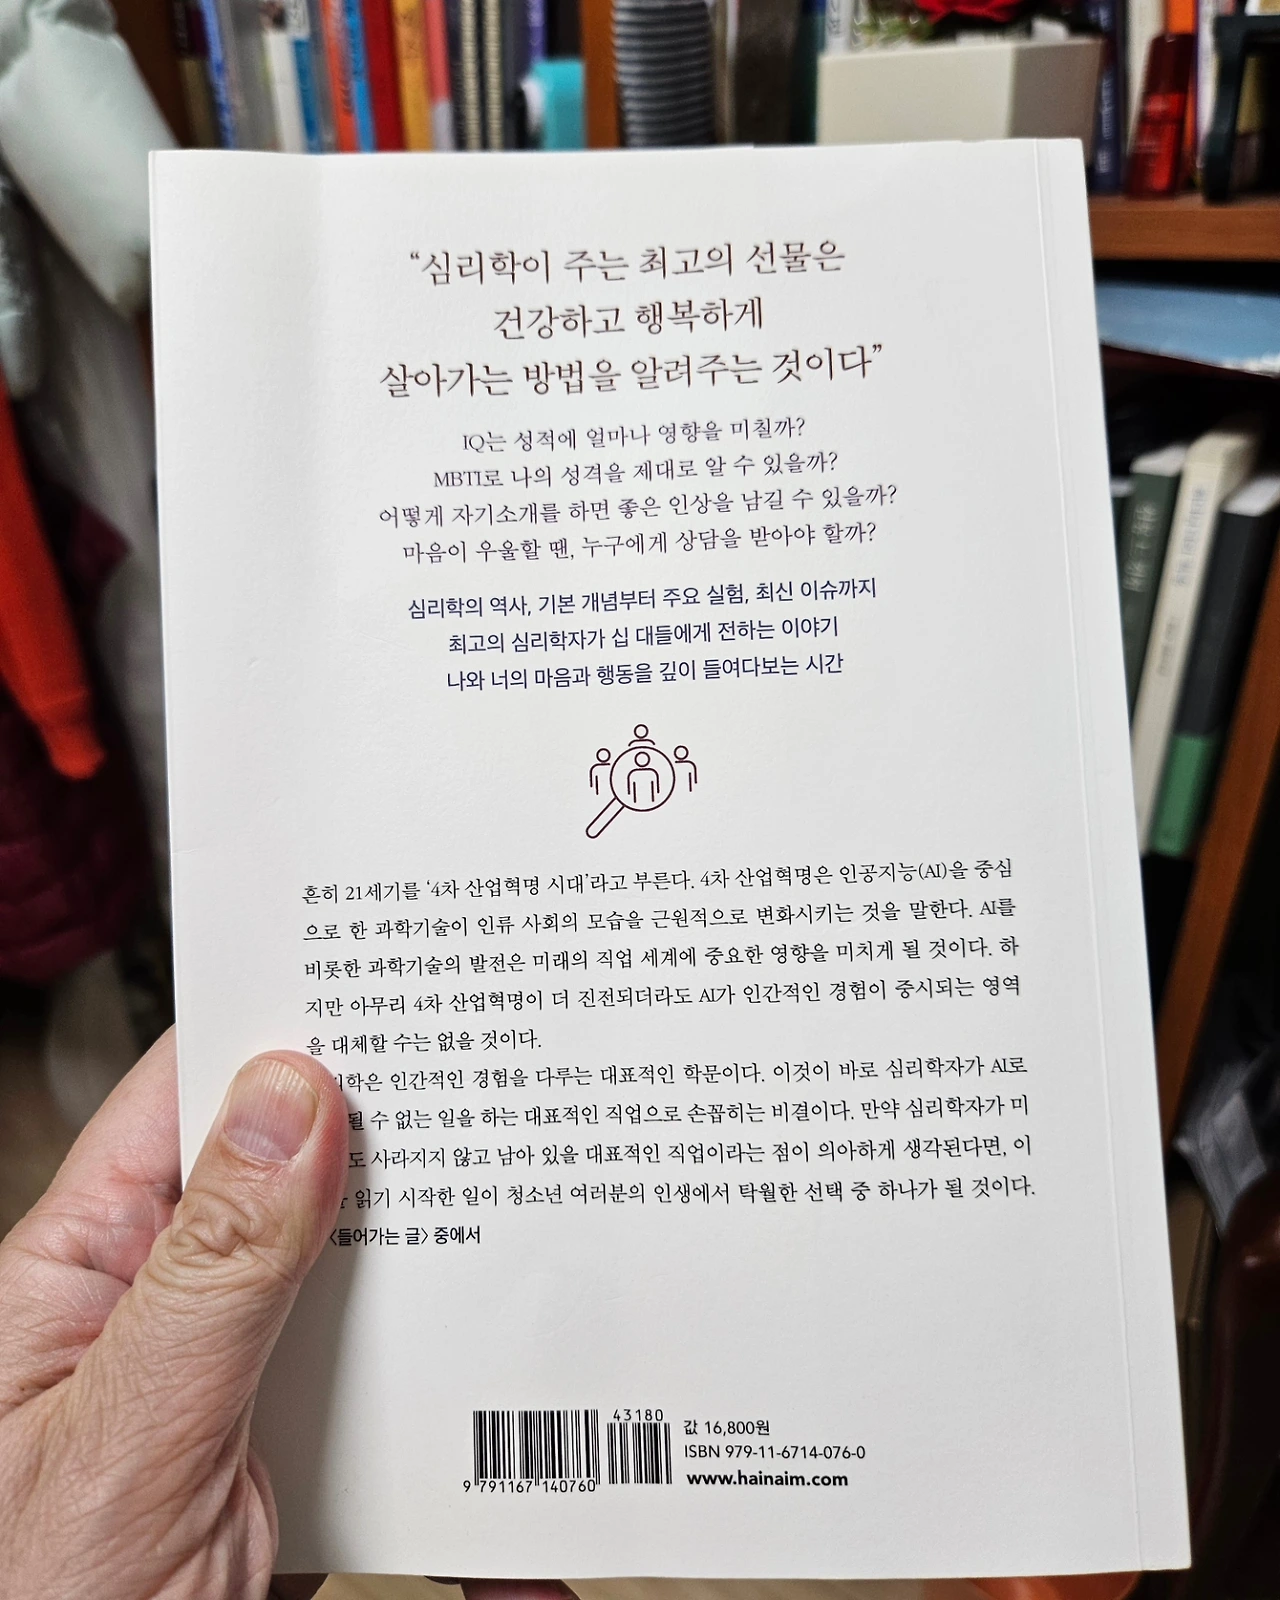 “심리학이 주는 최고의 선물은
건강하고 행복하게
살아가는 방법을 알려주는 것이다”
IQ는 성적에 얼마나 영향을 미칠까?
MBTI로 나의 성격을 제대로 알 수 있을까?
어떻게 자기소개를 하면 좋은 인상을 남길 수 있을까?
마음이 우울할 땐, 누구에게 상담을 받아야 할까?
심리학의 역사, 기본 개념부터 주요 실험, 최신 이슈까지
최고의 심리학자가 십 대들에게 전하는 이야기
나와 너의 마음과 행동을 깊이 들여다보는 시간
흔히 21세기를 ‘4차 산업혁명 시대’라고 부른다. 4차 산업혁명은 인공지능(AI)을 중심
으로 한 과학기술이 인류 사회의 모습을 근원적으로 변화시키는 것을 말한다. AI를
비롯한 과학기술의 발전은 미래의 직업 세계에 중요한 영향을 미치게 될 것이다. 하
지만 아무리 4차 산업혁명이 더 진전되더라도 AI가 인간적인 경험이 중시되는 영역
을 대체할 수는 없을 것이다.
학은 인간적인 경험을 다루는 대표적인 학문이다. 이것이 바로 심리학자가 AI로
될 수 없는 일을 하는 대표적인 직업으로 손꼽히는 비결이다. 만약 심리학자가 미
도 사라지지 않고 남아 있을 대표적인 직업이라는 점이 의아하게 생각된다면, 이
읽기 시작한 일이 청소년 여러분의 인생에서 탁월한 선택 중 하나가 될 것이다.
〈들어가는 글〉 중에서
43180
9 791167 140760
값 16,800원
ISBN 979-11-6714-076-0
www.hainaim.com